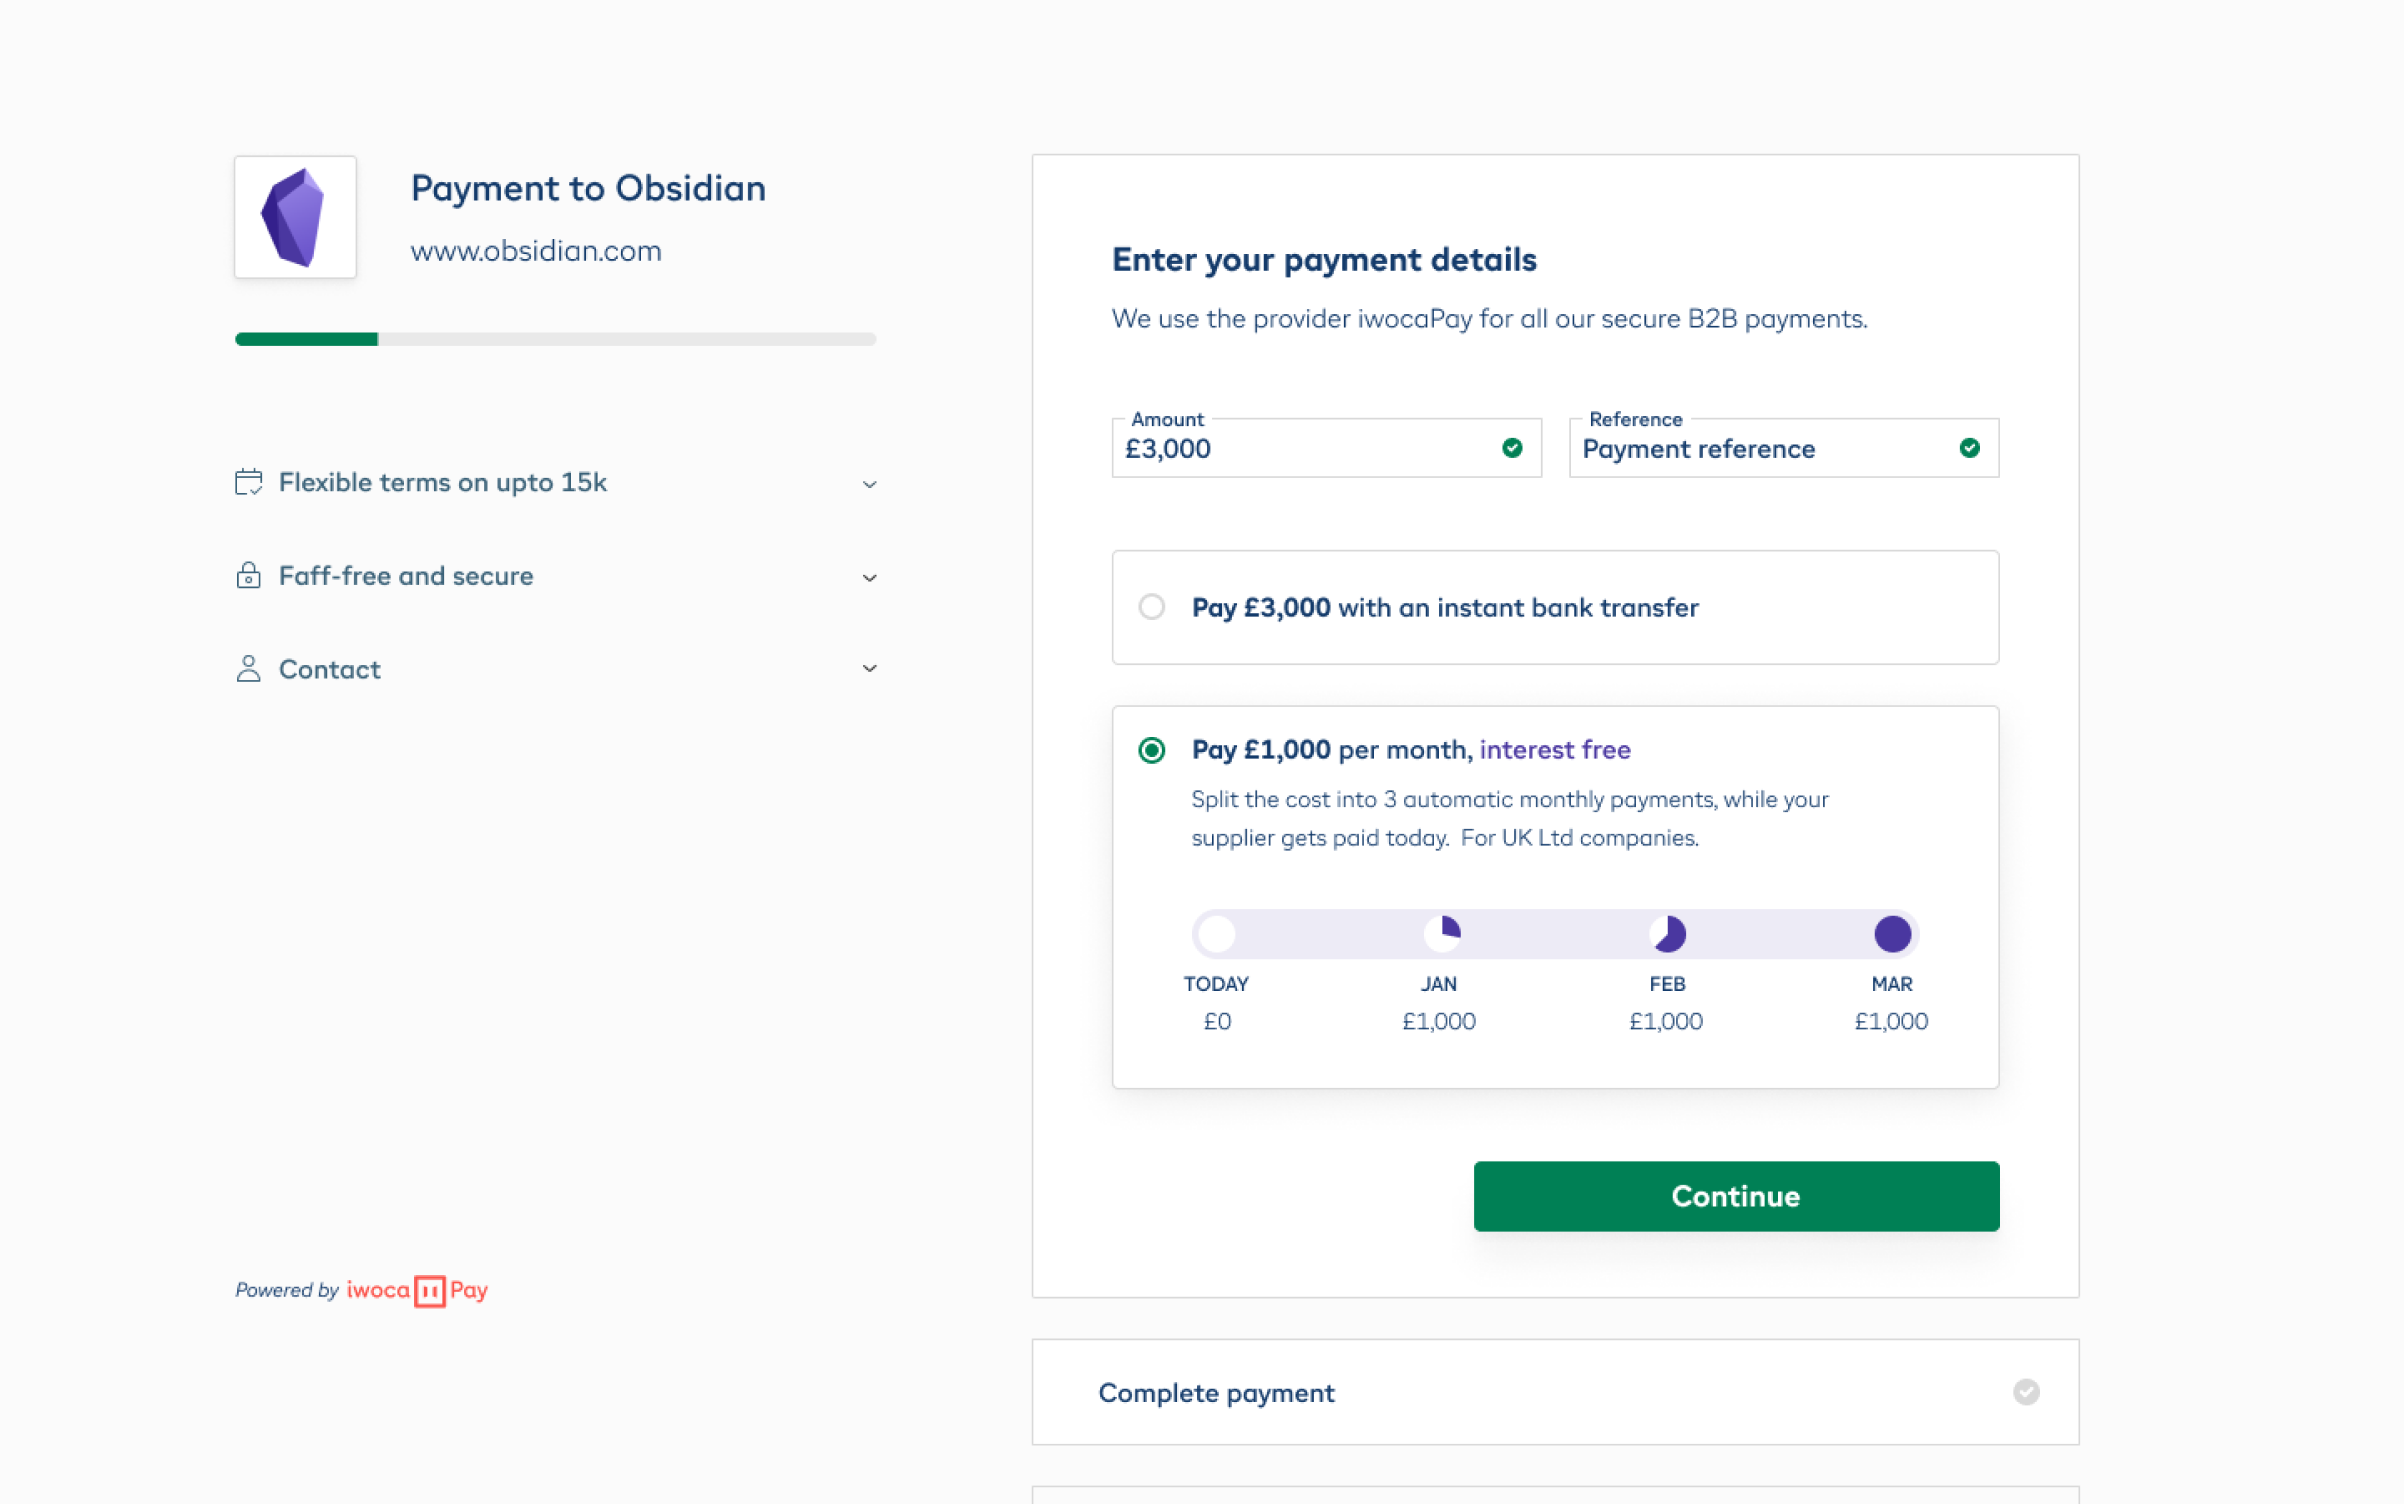 Payment to Obsidian
www.obsidian.com
Flexible terms on upto 15k
Faff-free and secure
Contact
Powered by iwoca Pay
Enter your payment details
We use the provider iwocaPay for all our secure B2B payments.
Amount
£3,000
Reference
Payment reference
Pay £3,000 with an instant bank transfer
Pay £1,000 per month, interest free
Split the cost into 3 automatic monthly payments, while your
supplier gets paid today. For UK Ltd companies.
TODAY JAN FEB MAR
£0 £1,000 £1,000 £1,000
Continue
Complete payment